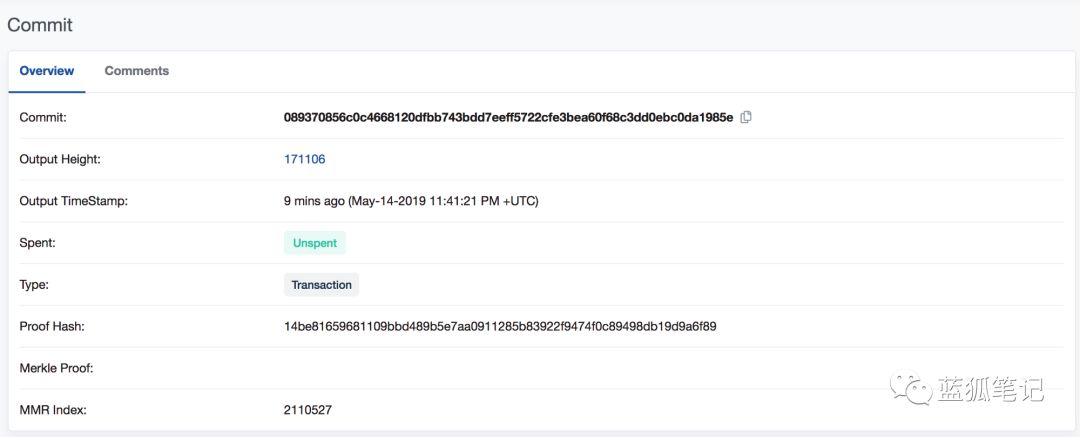 Commit
Overview Comments
Commit: 089370856c0c4668120dfbb743bdd7eeff5722cfe3bea60f68c3dd0ebc0da1985e
Output Height: 171106
Output TimeStamp: 9 mins ago (May-14-2019 11:41:21 PM +UTC)
Spent: Unspent
Type: Transaction
Proof Hash: 14be81659681109bbd489b5e7aa0911285b83922f9474f0c89498db19d9a6f89
Merkle Proof:
MMR Index: 2110527
蓝狐笔记